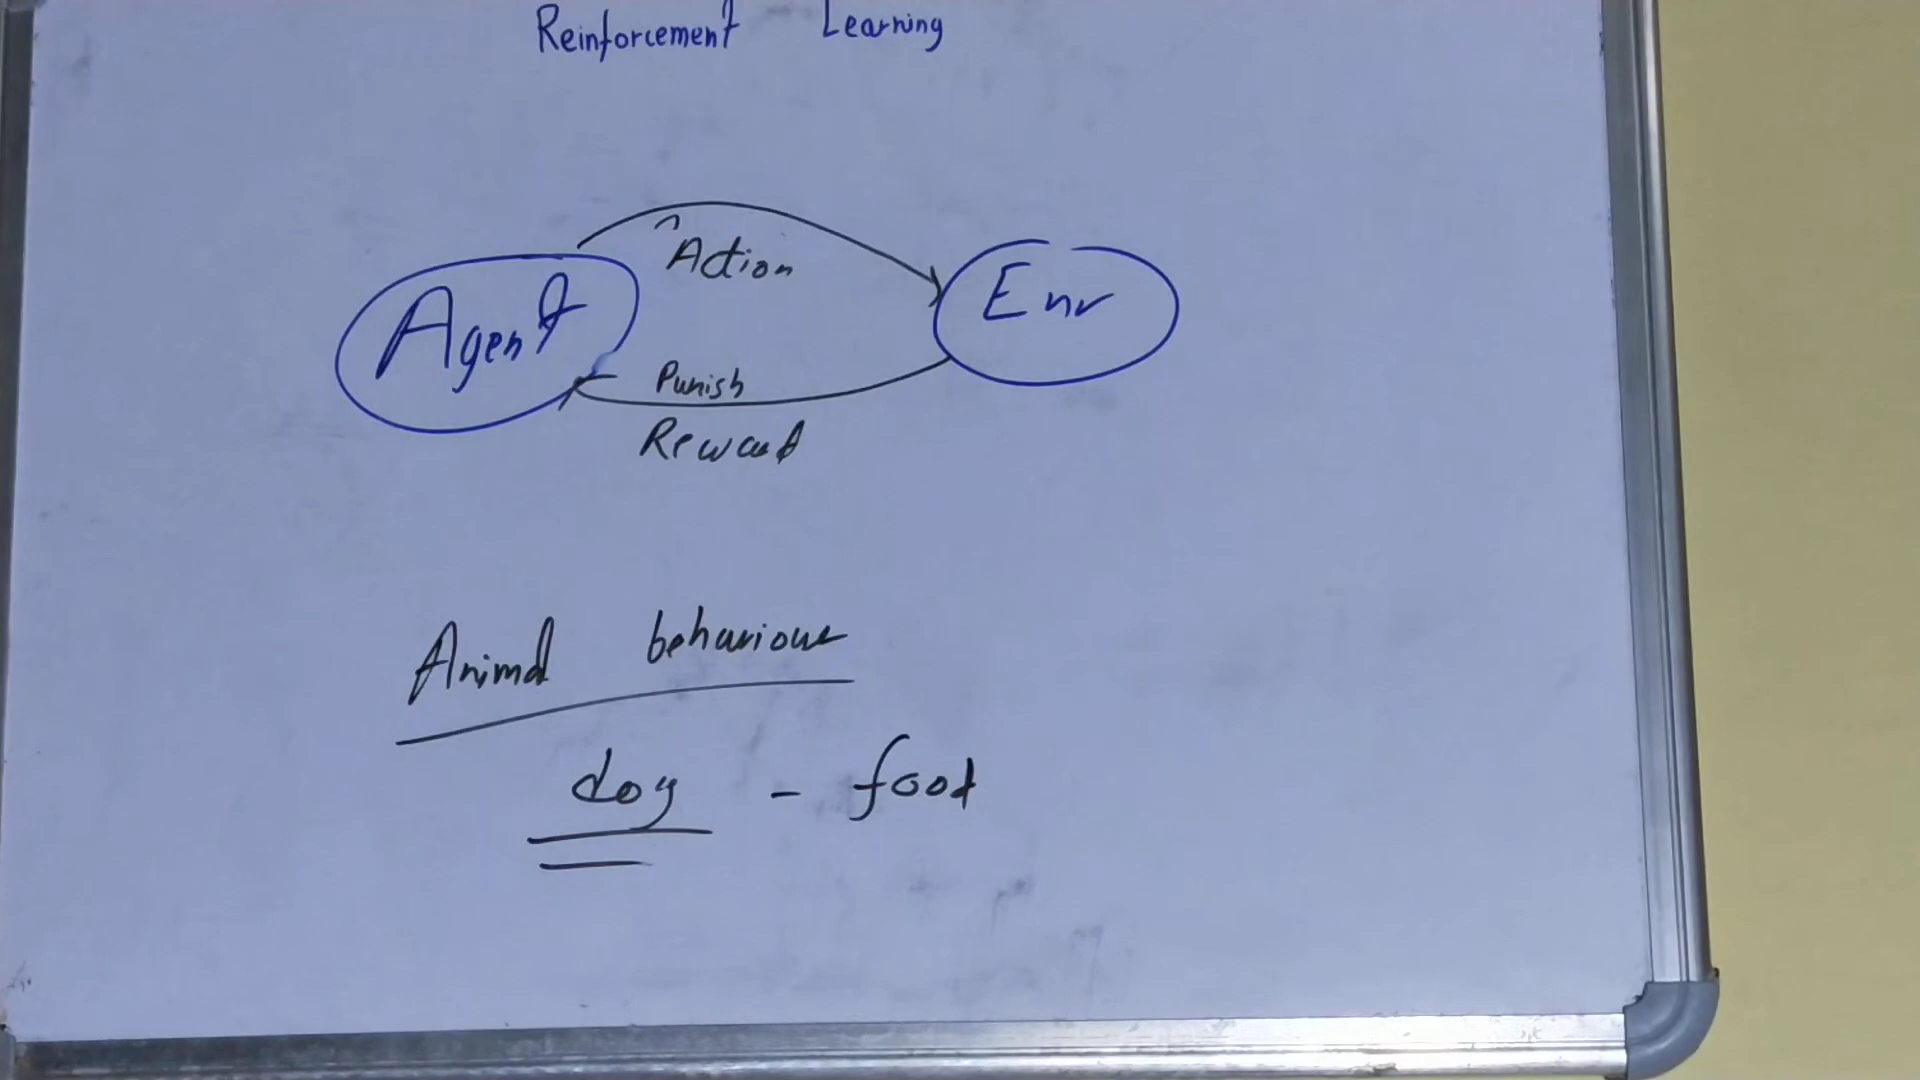 Reinforcement Learning
Action
Agent
Env
Punish
Reward
Animal behaviour
dog - food